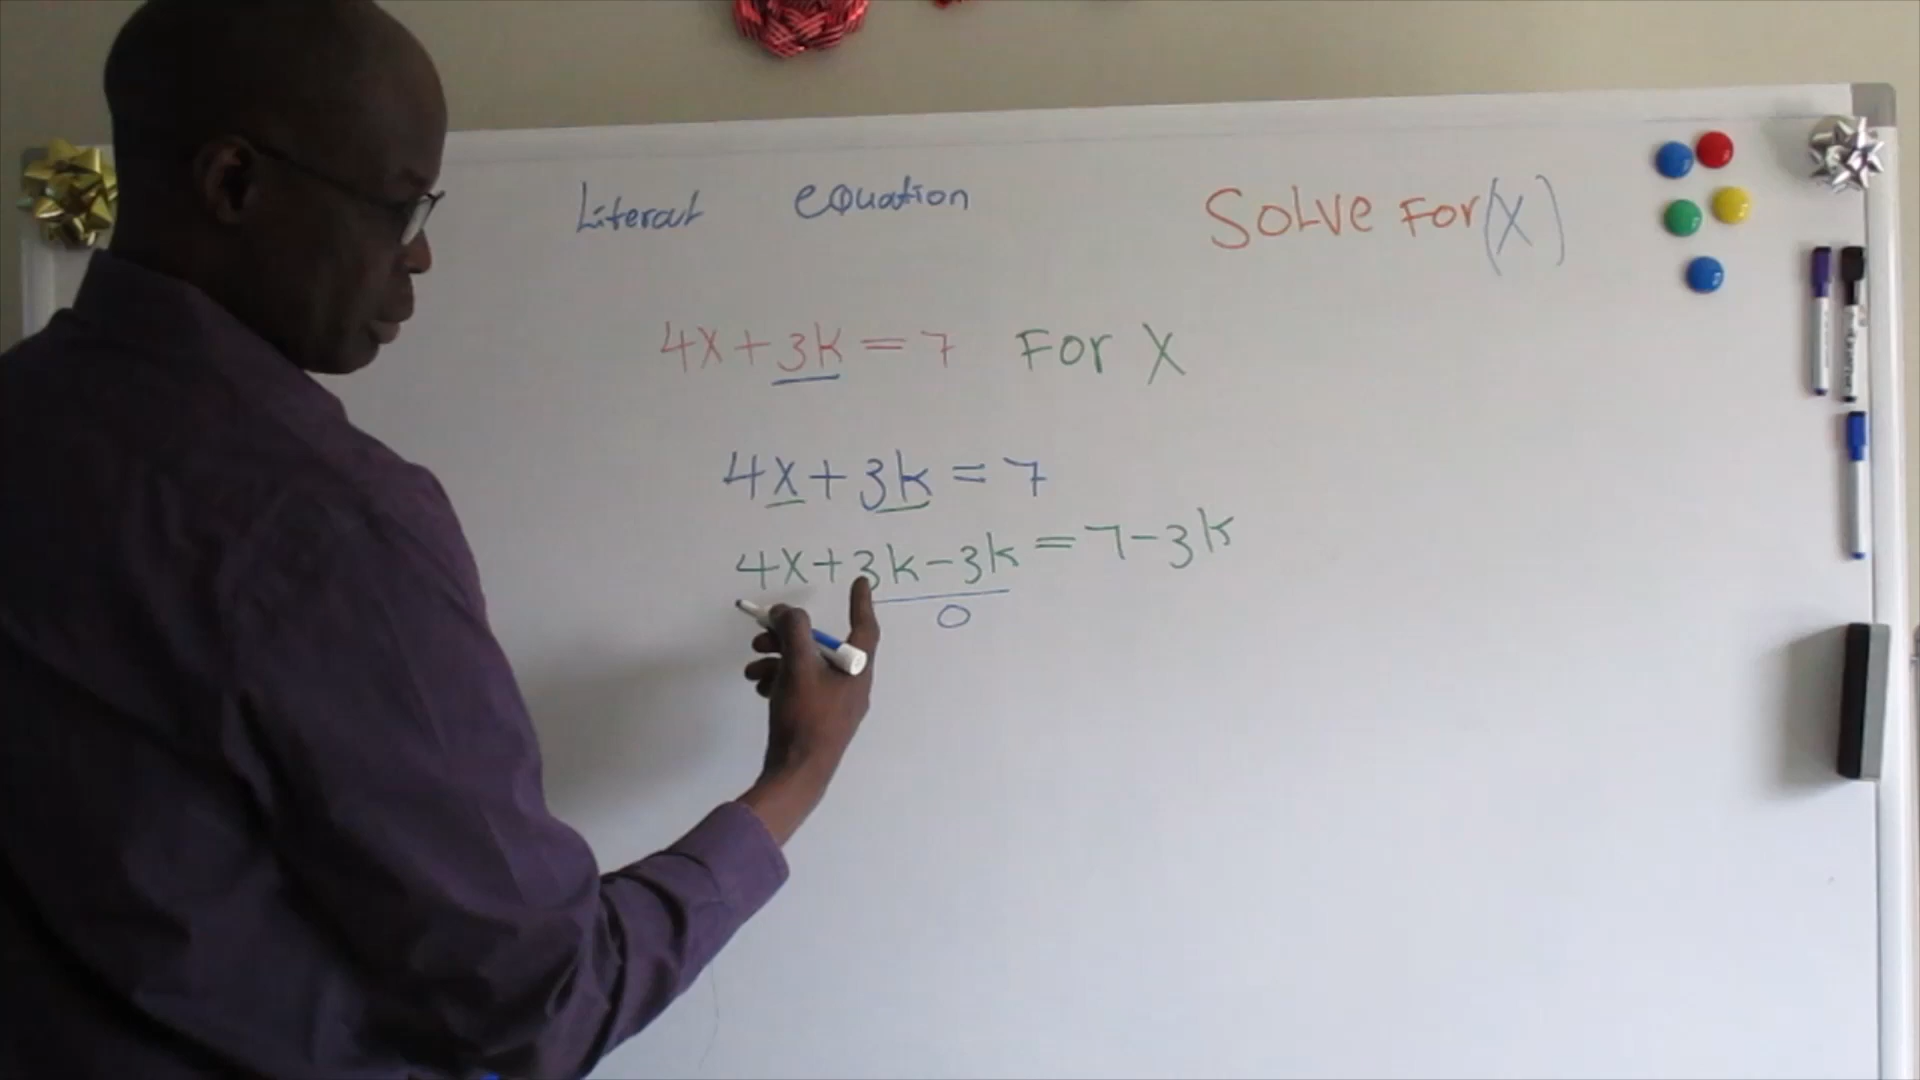 Literal equation
Solve For (X)
4X+3k=7 For X
4x+3k=7
4X+3k-3k=7-3k
0